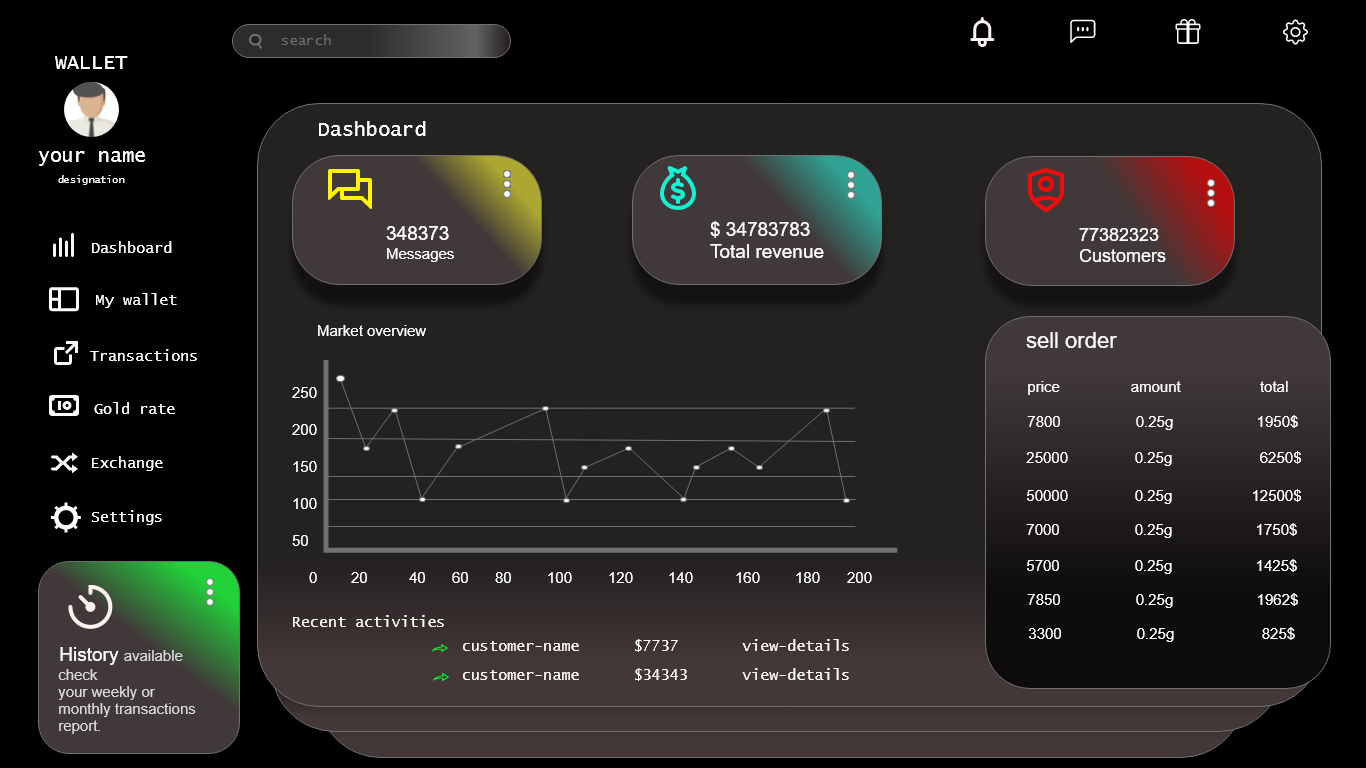 search
WALLET
your name
designation
Dashboard
My wallet
Transactions
Gold rate
Exchange
Settings
History available
check
your weekly or
monthly transactions
report.
Dashboard
348373
Messages
$ 34783783
Total revenue
77382323
Customers
Market overview
250
200
150
100
50
0 20 40 60 80 100 120 140 160 180 200
Recent activities
customer-name $7737 view-details
customer-name $34343 view-details
sell order
price amount total
7800 0.25g 1950$
25000 0.25g 6250$
50000 0.25g 12500$
7000 0.25g 1750$
5700 0.25g 1425$
7850 0.25g 1962$
3300 0.25g 825$